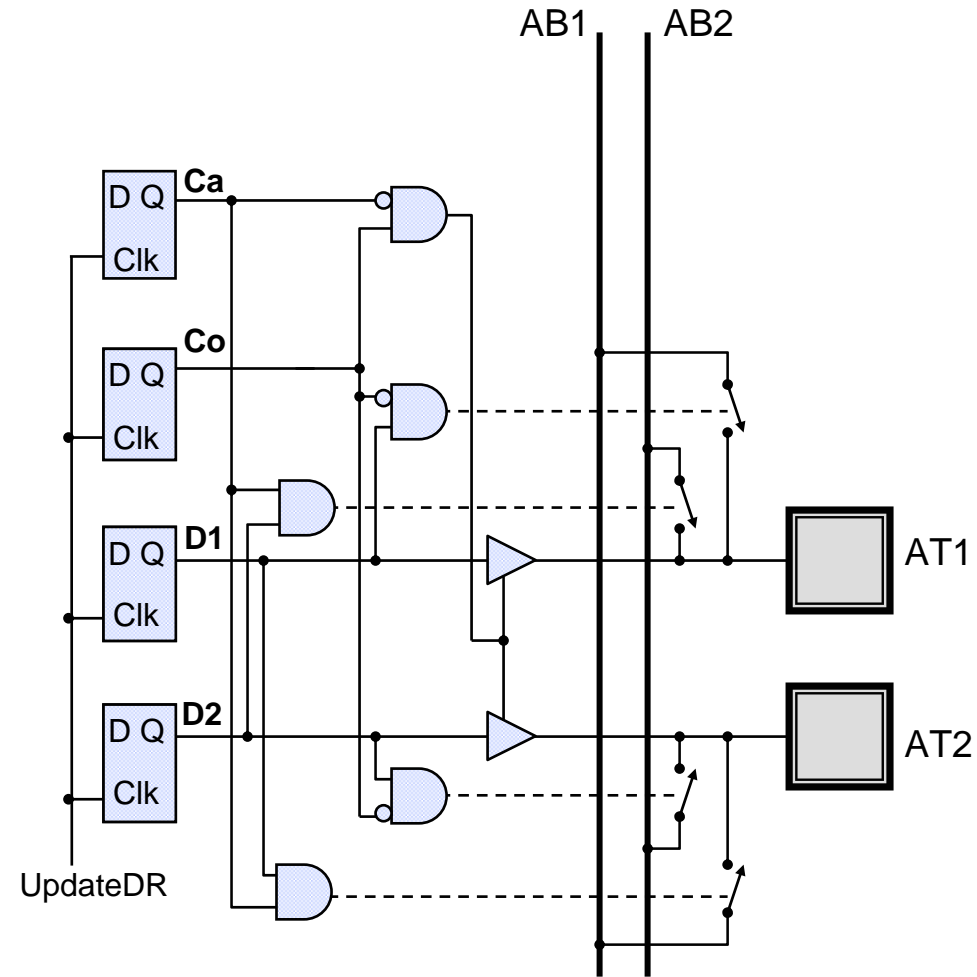 AB1
AB2
Ca
D Q
Clk
Co
D Q
Clk
D1
D Q
Clk
AT1
D2
D Q
Clk
AT2
UpdateDR